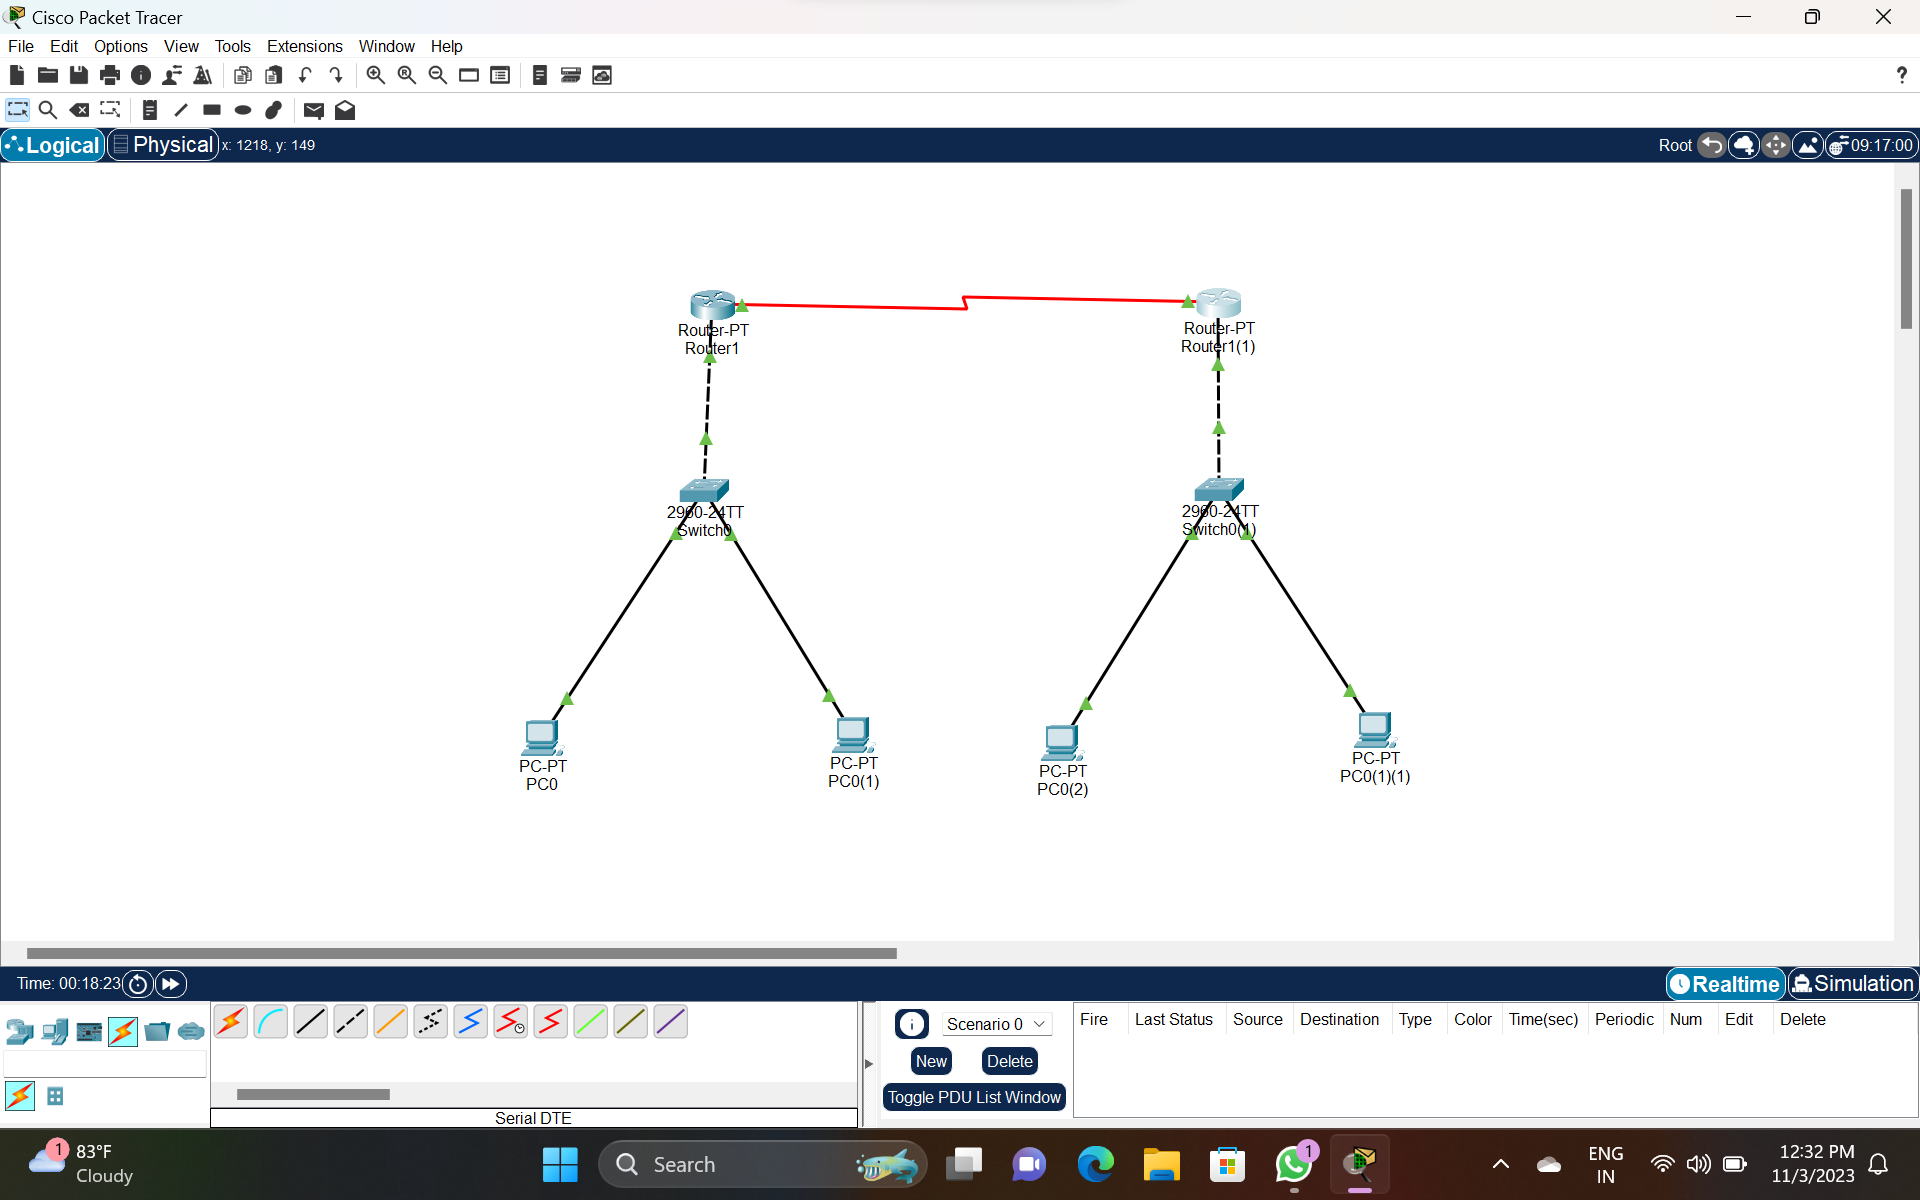 Cisco Packet Tracer
File Edit Options View Tools Extensions Window Help
?
Logical Physical x: 1218, y: 149 Root 09:17:00
Router-PT
Router1
Router-PT
Router1(1)
2960-24TT
Switch0
2960-24TT
Switch0(1)
PC-PT
PC0
PC-PT
PC0(1)
PC-PT
PC0(2)
PC-PT
PC0(1)(1)
Time: 00:18:23 Realtime Simulation
Scenario 0
New Delete
Toggle PDU List Window
Fire Last Status Source Destination Type Color Time(sec) Periodic Num Edit Delete
Serial DTE
1
83°F
Cloudy
Search
1
ENG
IN
12:32 PM
11/3/2023